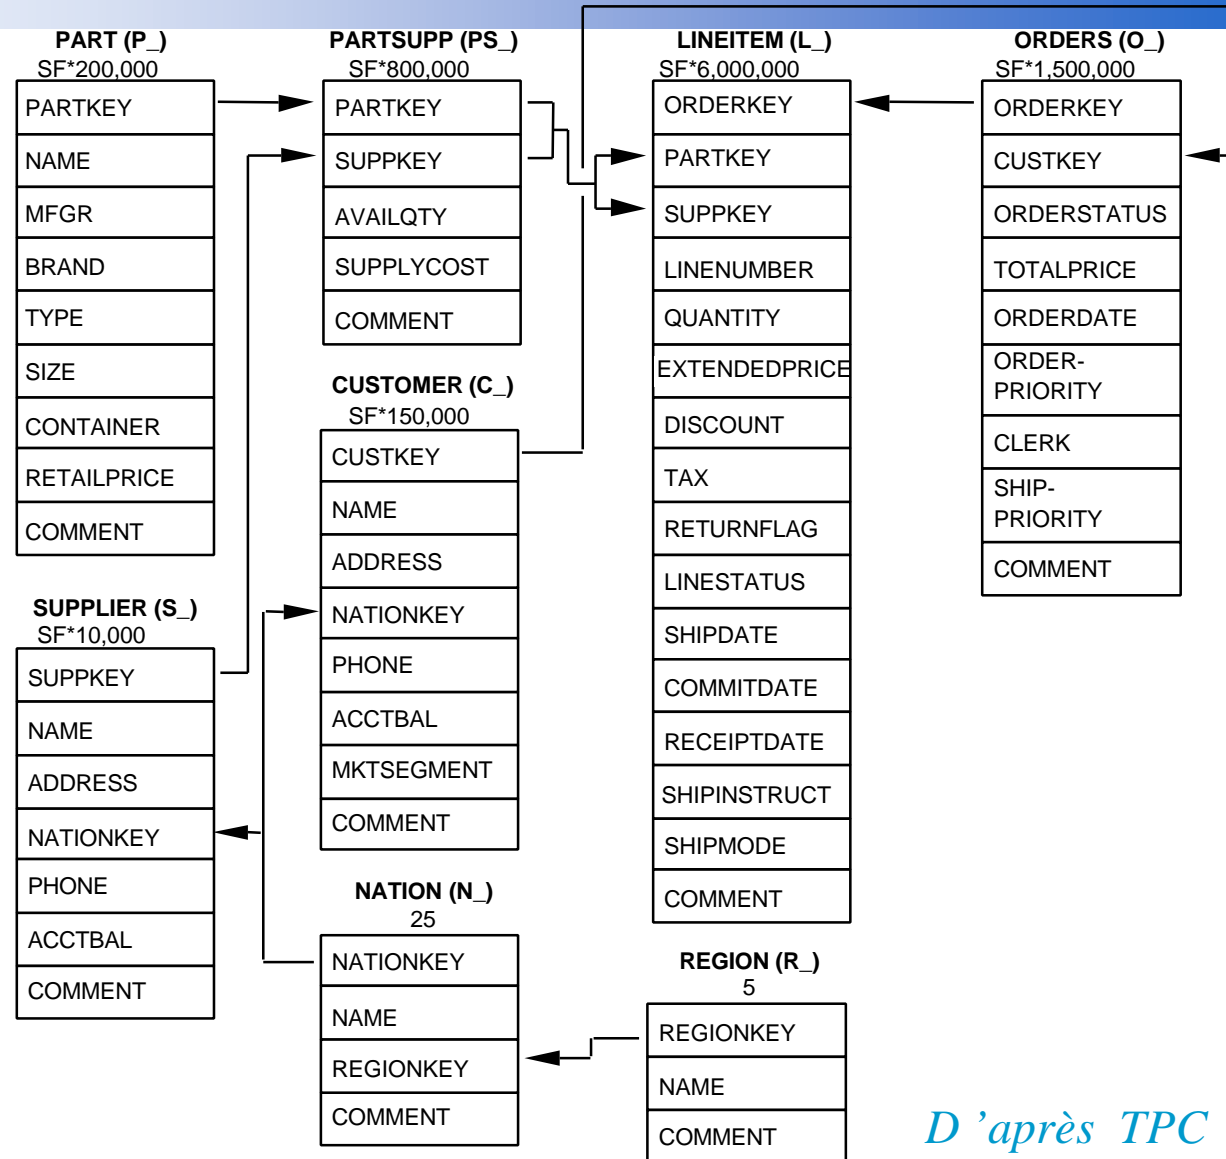 PART (P_)
SF*200,000
PARTKEY
NAME
MFGR
BRAND
TYPE
SIZE
CONTAINER
RETAILPRICE
COMMENT
SUPPLIER (S_)
SF*10,000
SUPPKEY
NAME
ADDRESS
NATIONKEY
PHONE
ACCTBAL
COMMENT
PARTSUPP (PS_)
SF*800,000
PARTKEY
SUPPKEY
AVAILQTY
SUPPLYCOST
COMMENT
CUSTOMER (C_)
SF*150,000
CUSTKEY
NAME
ADDRESS
NATIONKEY
PHONE
ACCTBAL
MKTSEGMENT
COMMENT
NATION (N_)
25
NATIONKEY
NAME
REGIONKEY
COMMENT
LINEITEM (L_)
SF*6,000,000
ORDERKEY
PARTKEY
SUPPKEY
LINENUMBER
QUANTITY
EXTENDEDPRICE
DISCOUNT
TAX
RETURNFLAG
LINESTATUS
SHIPDATE
COMMITDATE
RECEIPTDATE
SHIPINSTRUCT
SHIPMODE
COMMENT
REGION (R_)
5
REGIONKEY
NAME
COMMENT
ORDERS (O_)
SF*1,500,000
ORDERKEY
CUSTKEY
ORDERSTATUS
TOTALPRICE
ORDERDATE
ORDER-
PRIORITY
CLERK
SHIP-
PRIORITY
COMMENT
D ’après TPC